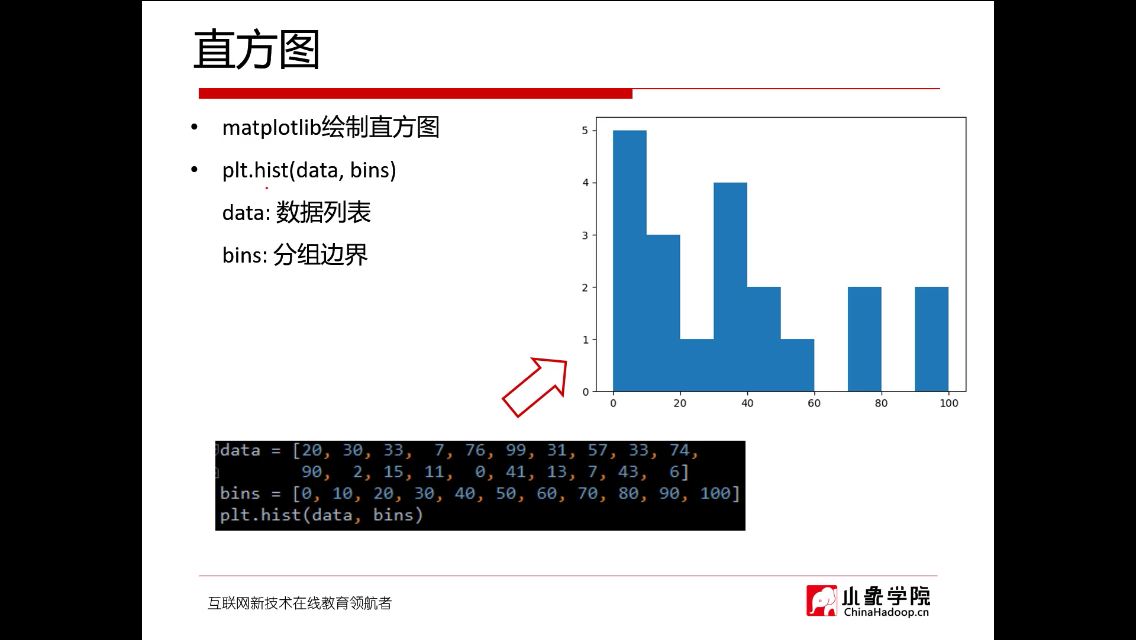 直方图
• matplotlib绘制直方图
• plt.hist(data, bins)
data: 数据列表
bins: 分组边界
5
4
3
2
1
0
0 20 40 60 80 100
data = [20, 30, 33, 7, 76, 99, 31, 57, 33, 74,
90, 2, 15, 11, 0, 41, 13, 7, 43, 6]
bins = [0, 10, 20, 30, 40, 50, 60, 70, 80, 90, 100]
plt.hist(data, bins)
互联网新技术在线教育领航者
小象学院
ChinaHadoop.cn